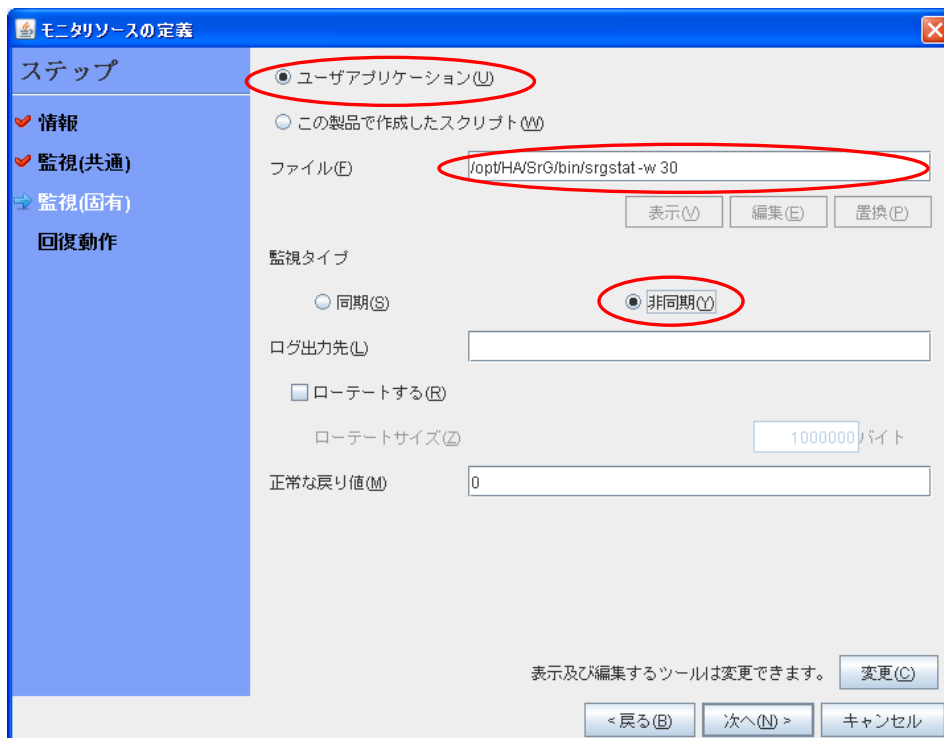 モニタリソースの定義
ステップ
情報
監視(共通)
監視(固有)
回復動作
ユーザアプリケーション(U)
この製品で作成したスクリプト(W)
ファイル(F)
/opt/HA/SrG/bin/srgstat -w 30
表示(V)
編集(E)
置換(P)
監視タイプ
同期(S)
非同期(Y)
ログ出力先(L)
ローテートする(R)
ローテートサイズ(Z)
1000000 バイト
正常な戻り値(M)
0
表示及び編集するツールは変更できます。
変更(C)
< 戻る(B)
次へ(N) >
キャンセル